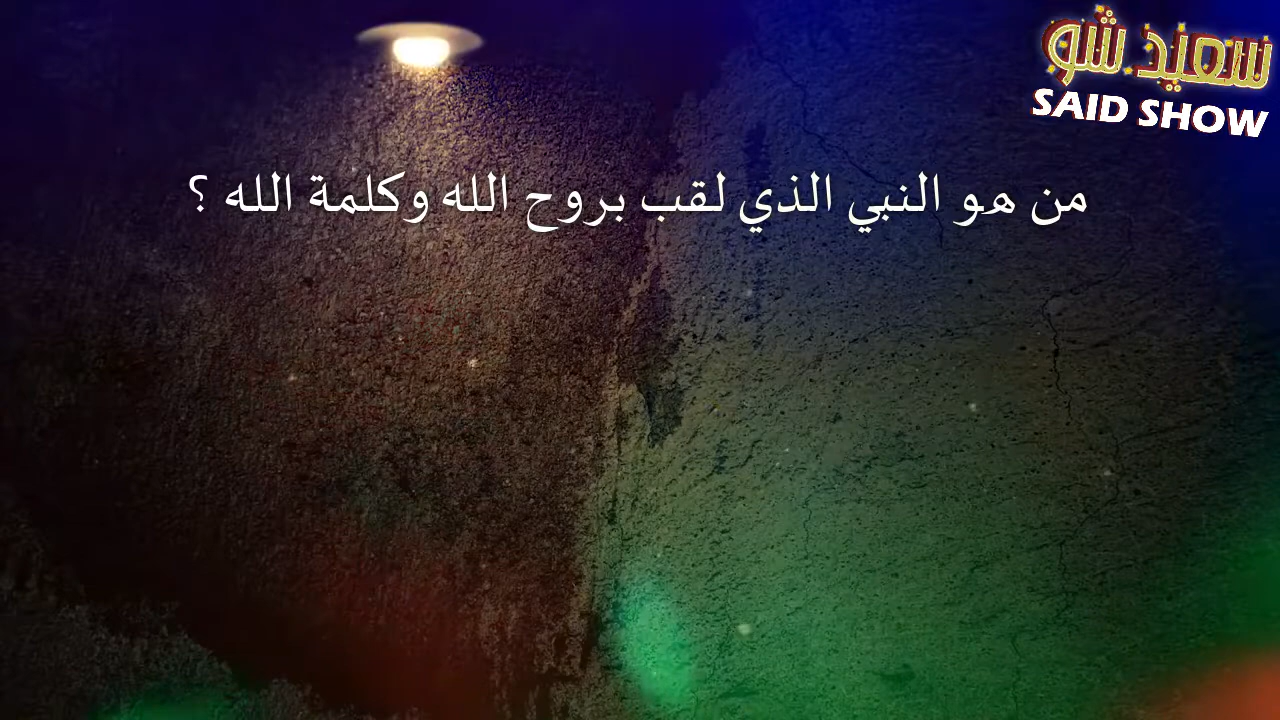 سعيد شو
SAID SHOW
من هو النبي الذي لقب بروح الله وكلمة الله ؟